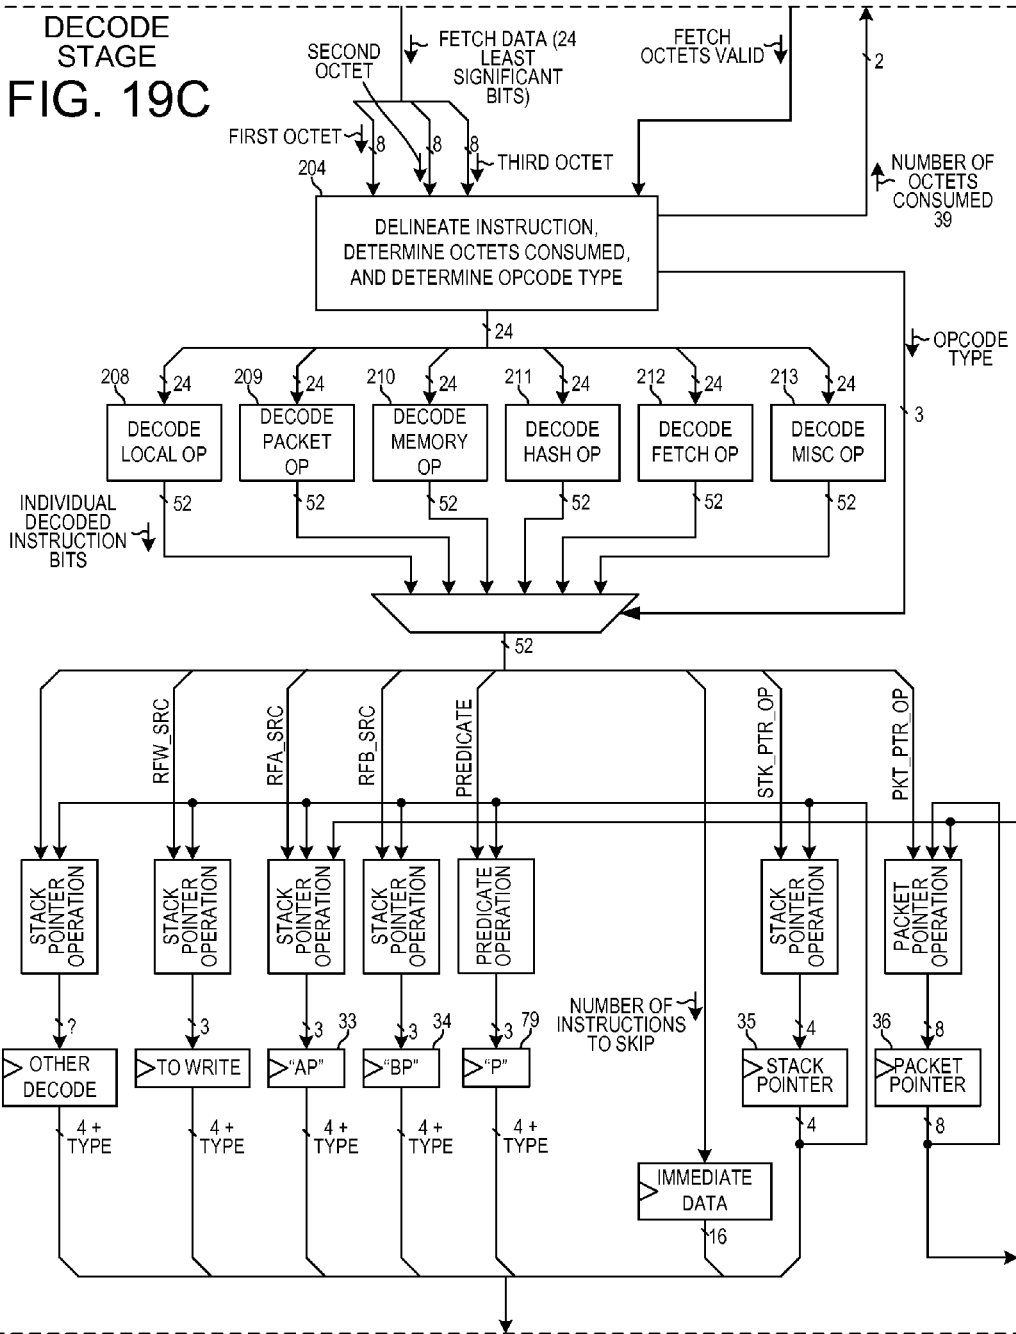 DECODE
STAGE
FIG. 19C
SECOND
OCTET
FETCH DATA (24
LEAST
SIGNIFICANT
BITS)
FETCH
OCTETS VALID
2
FIRST OCTET
8
8
8
THIRD OCTET
NUMBER OF
OCTETS
CONSUMED
39
204
DELINEATE INSTRUCTION,
DETERMINE OCTETS CONSUMED,
AND DETERMINE OPCODE TYPE
24
OPCODE
TYPE
3
208
24
209
24
210
24
211
24
212
24
213
24
DECODE
LOCAL OP
DECODE
PACKET
OP
DECODE
MEMORY
OP
DECODE
HASH OP
DECODE
FETCH OP
DECODE
MISC OP
52
52
52
52
52
52
INDIVIDUAL
DECODED
INSTRUCTION
BITS
52
RFW_SRC
RFA_SRC
RFB_SRC
PREDICATE
STK_PTR_OP
PKT_PTR_OP
STACK
POINTER
OPERATION
STACK
POINTER
OPERATION
STACK
POINTER
OPERATION
STACK
POINTER
OPERATION
PREDICATE
OPERATION
STACK
POINTER
OPERATION
PACKET
POINTER
OPERATION
NUMBER OF
INSTRUCTIONS
TO SKIP
?
3
3
33
3
34
3
79
35
4
36
8
OTHER
DECODE
TO WRITE
"AP"
"BP"
"P"
STACK
POINTER
PACKET
POINTER
4 +
TYPE
4 +
TYPE
4 +
TYPE
4 +
TYPE
4 +
TYPE
4
8
IMMEDIATE
DATA
16